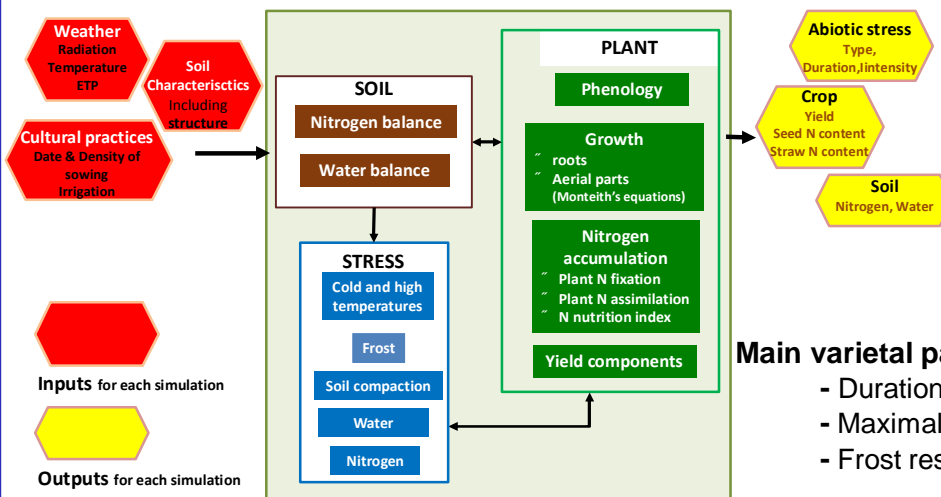 Weather
Radiation
Temperature
ETP
Soil
Characterisctics
Including
structure
Cultural practices
Date & Density of
sowing
Irrigation
SOIL
Nitrogen balance
Water balance
STRESS
Cold and high
temperatures
Frost
Soil compaction
Water
Nitrogen
PLANT
Phenology
Growth
˝ roots
˝ Aerial parts
(Monteith's equations)
Nitrogen
accumulation
˝ Plant N fixation
˝ Plant N assimilation
˝ N nutrition index
Yield components
Abiotic stress
Type,
Duration,Iintensity
Crop
Yield
Seed N content
Straw N content
Soil
Nitrogen, Water
Inputs for each simulation
Outputs for each simulation
Main varietal pa
- Duration
- Maximal
- Frost res